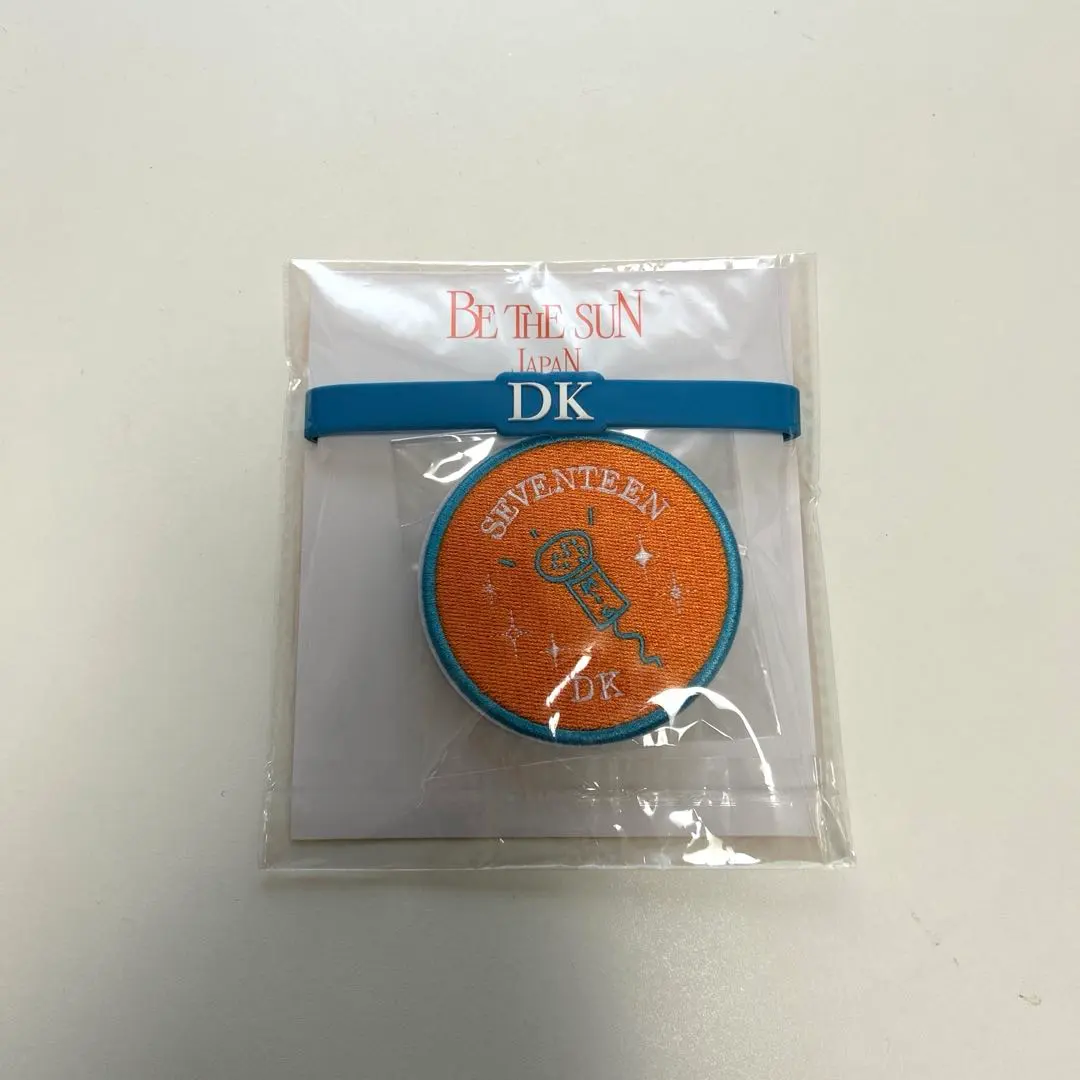 BE THE SUN
JAPAN
DK
SEVENTEEN
DK